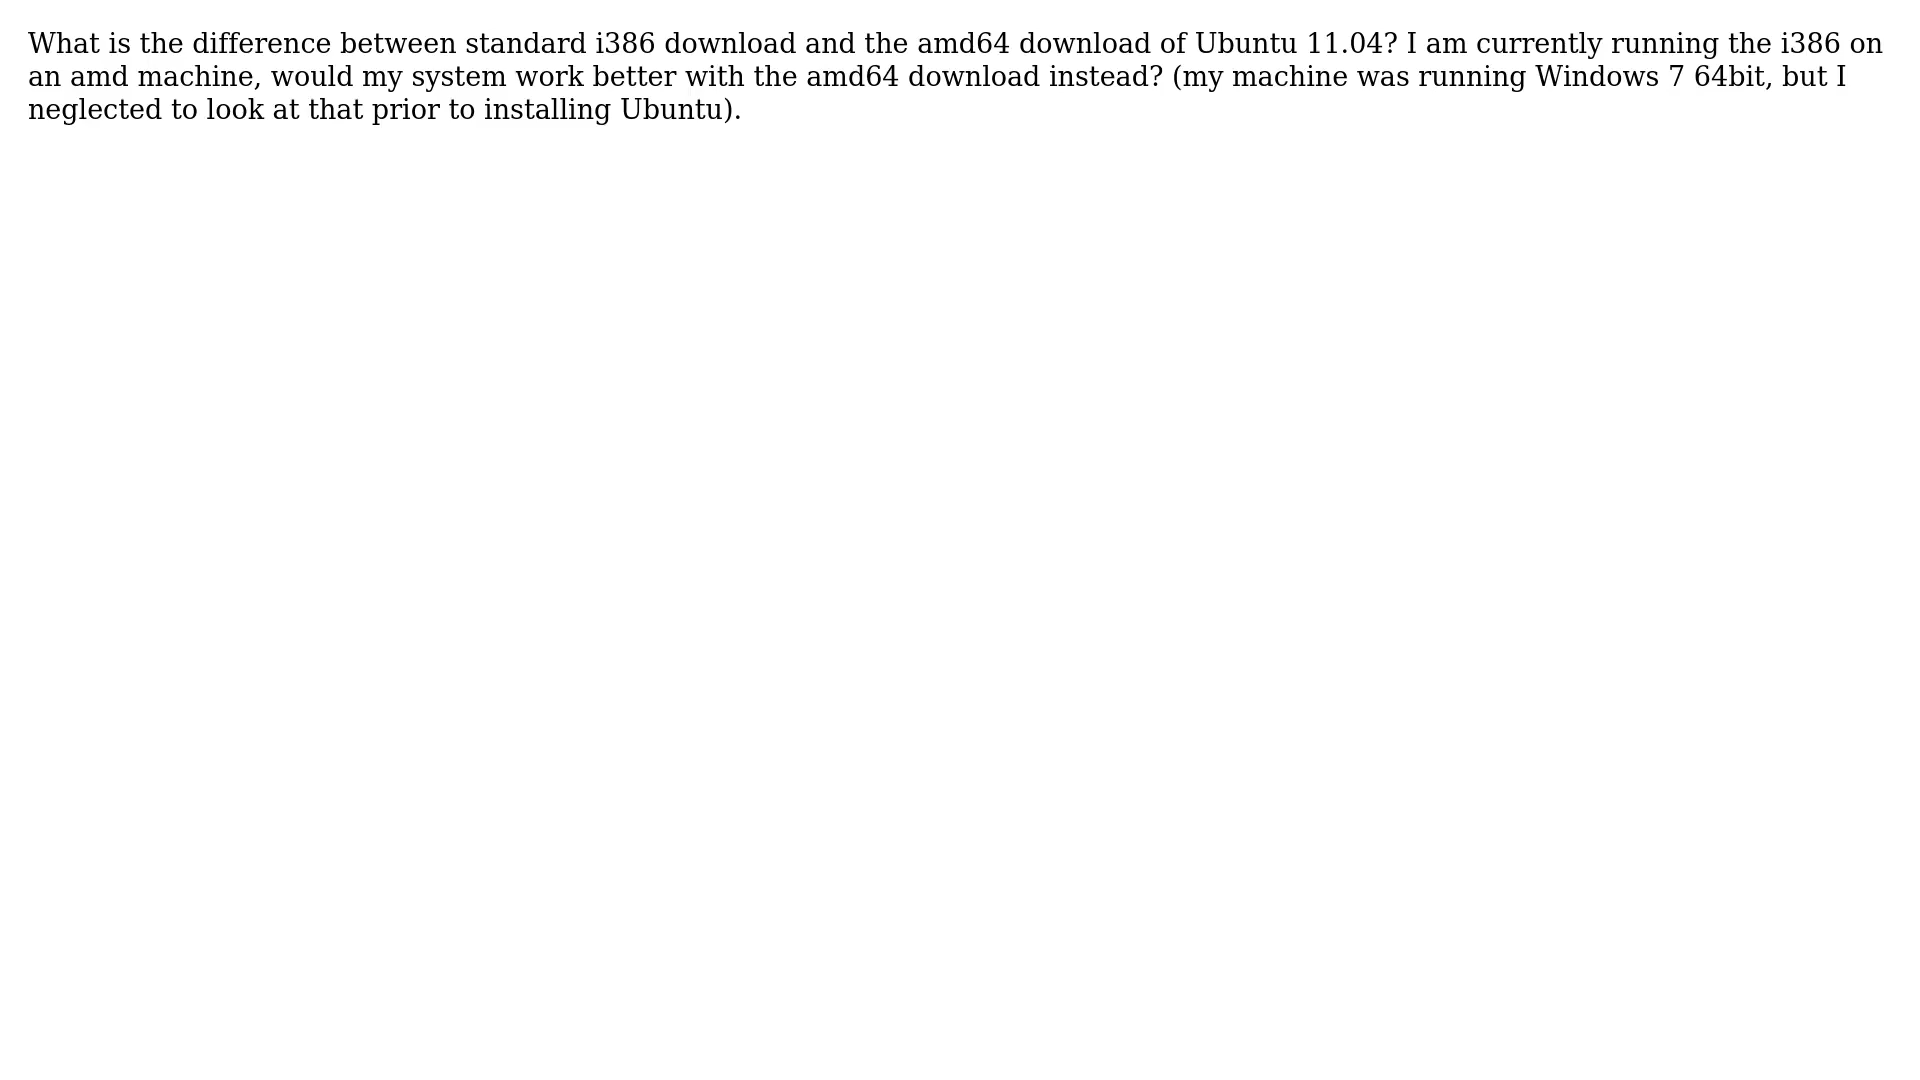 What is the difference between standard i386 download and the amd64 download of Ubuntu 11.04? I am currently running the i386 on
an amd machine, would my system work better with the amd64 download instead? (my machine was running Windows 7 64bit, but I
neglected to look at that prior to installing Ubuntu).